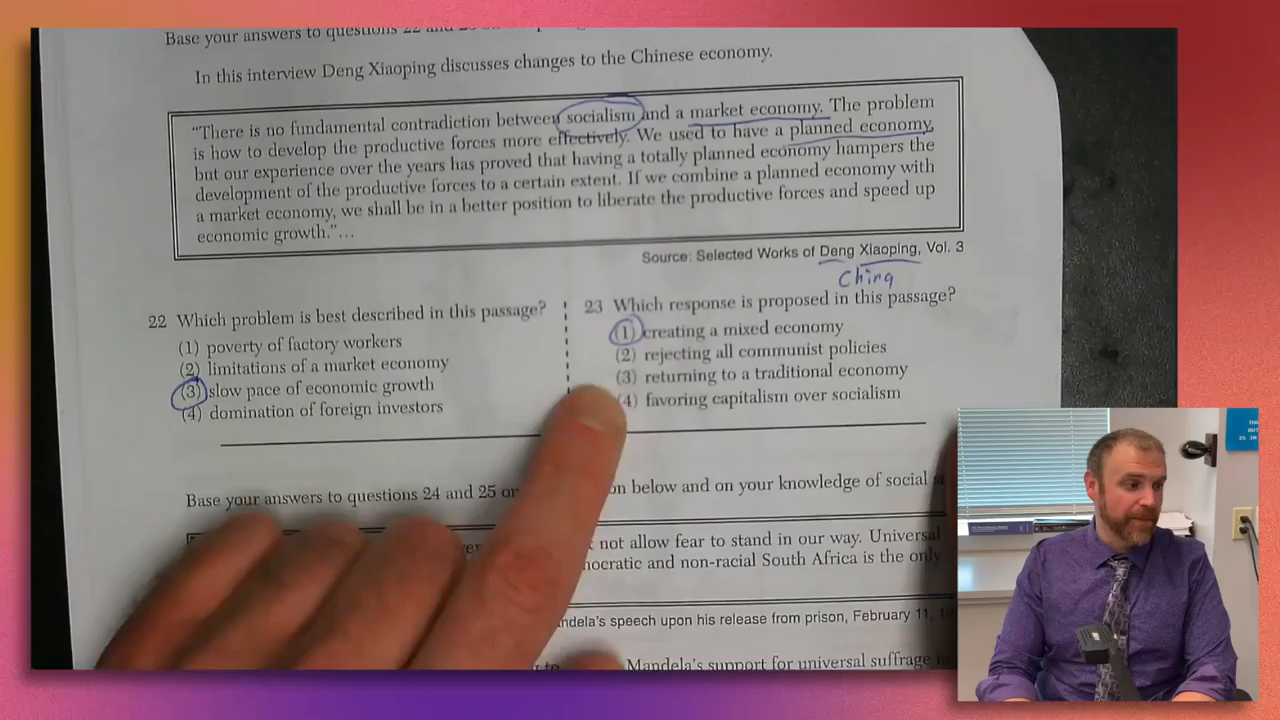 Base your answers to questions 22 and
In this interview Deng Xiaoping discusses changes to the Chinese economy.
"There is no fundamental contradiction between socialism and a market economy. The problem
is how to develop the productive forces more effectively. We used to have a planned economy,
but our experience over the years has proved that having a totally planned economy hampers the
development of the productive forces to a certain extent. If we combine a planned economy with
a market economy, we shall be in a better position to liberate the productive forces and speed up
economic growth."…
Source: Selected Works of Deng Xiaoping, Vol. 3
China
22 Which problem is best described in this passage?
(1) poverty of factory workers
(2) limitations of a market economy
(3) slow pace of economic growth
(4) domination of foreign investors
23 Which response is proposed in this passage?
(1) creating a mixed economy
(2) rejecting all communist policies
(3) returning to a traditional economy
(4) favoring capitalism over socialism
Base your answers to questions 24 and 25 on below and on your knowledge of social
not allow fear to stand in our way. Universal
and non-racial South Africa is the only
speech upon his release from prison, February 11,
Mandela's support for universal suffrage